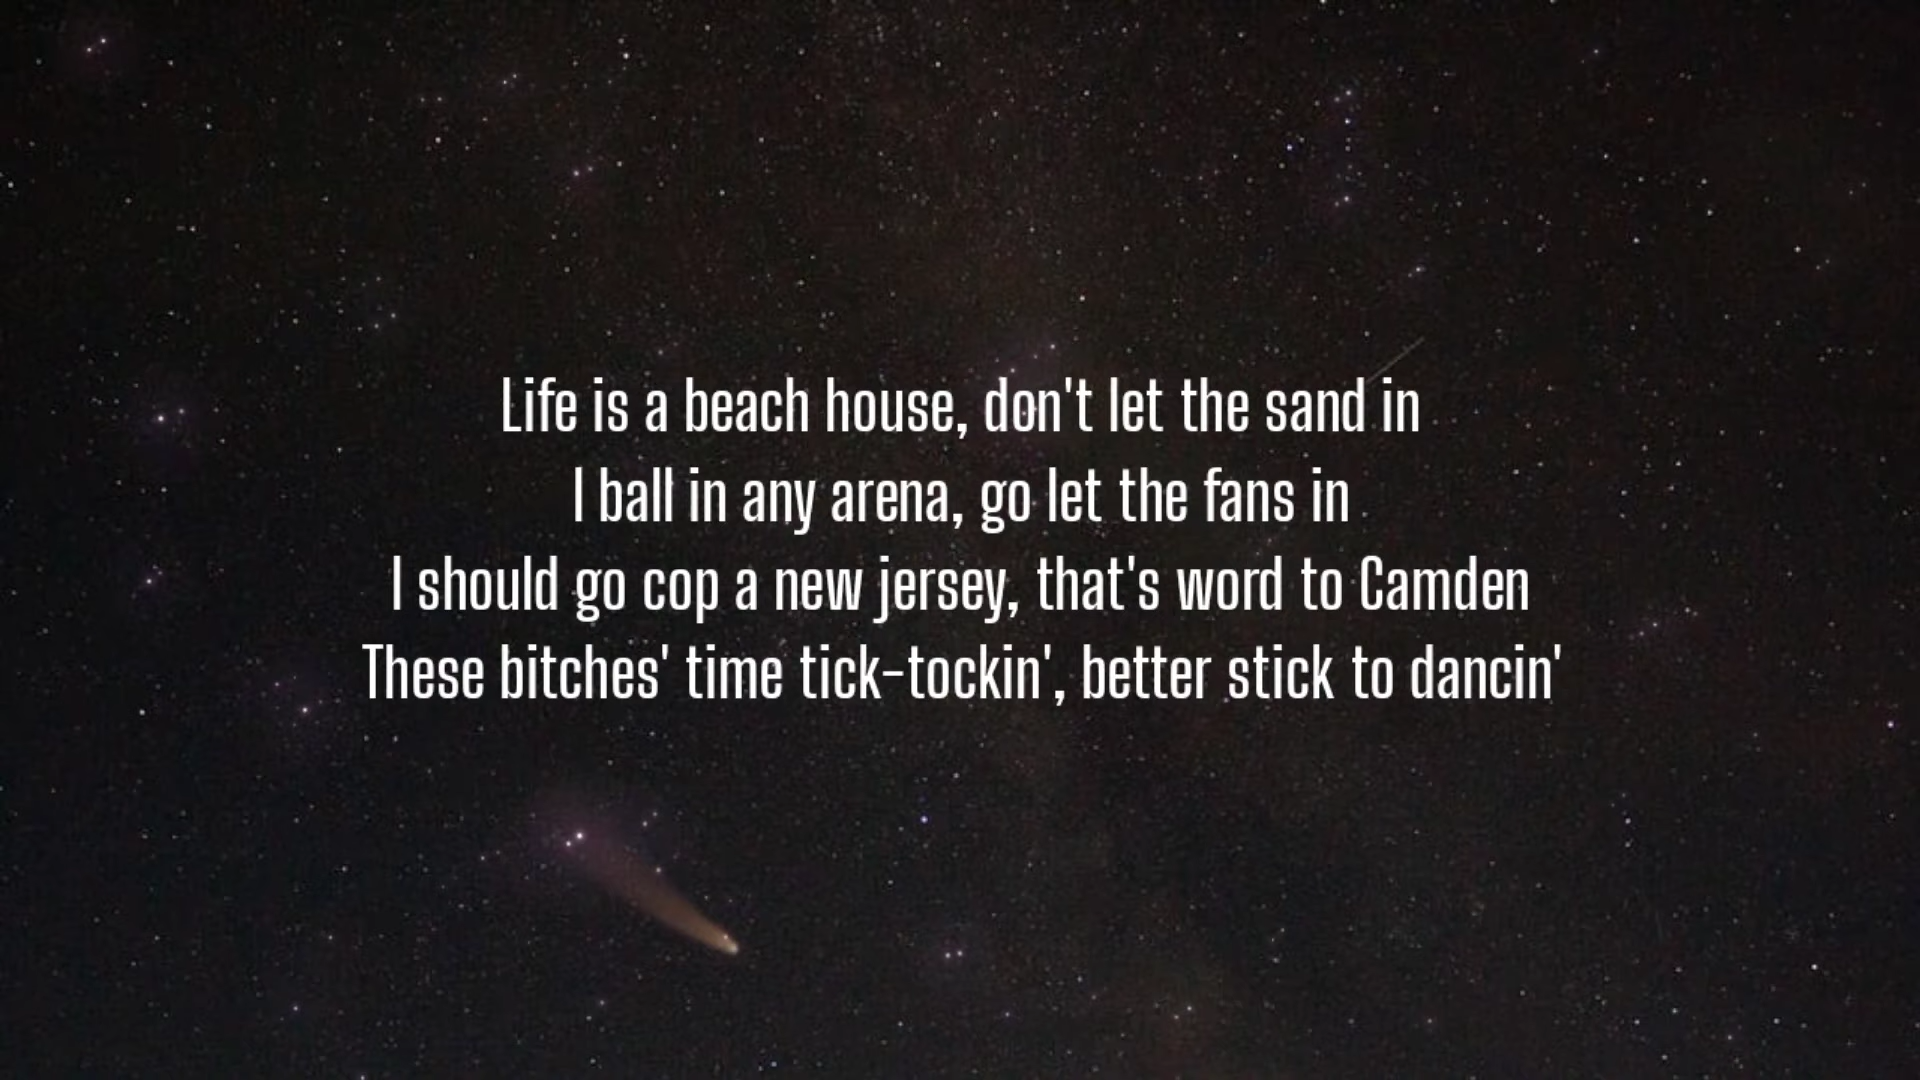 Life is a beach house, don't let the sand in
I ball in any arena, go let the fans in
I should go cop a new jersey, that's word to Camden
These bitches' time tick-tockin', better stick to dancin'